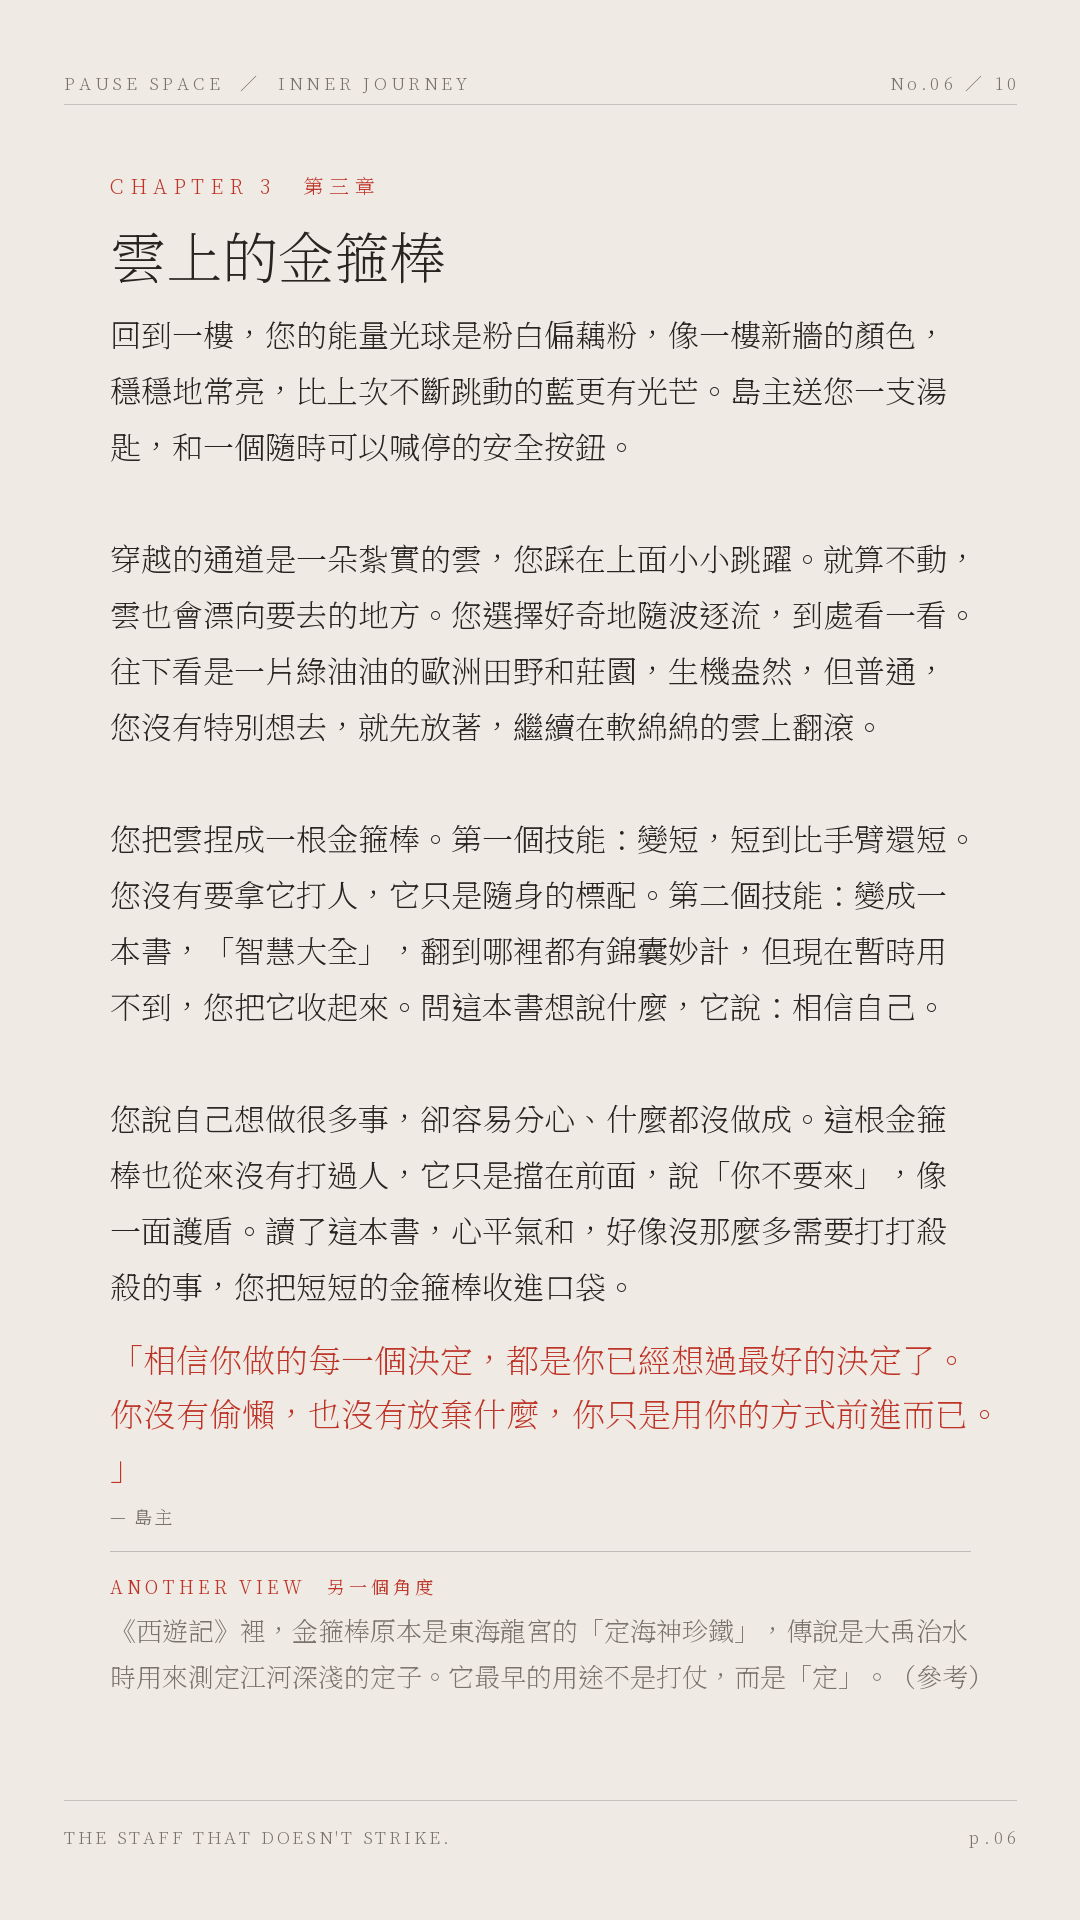 PAUSE SPACE ／ INNER JOURNEY
No.06 ／ 10
CHAPTER 3　第三章
雲上的金箍棒
回到一樓，您的能量光球是粉白偏藕粉，像一樓新牆的顏色，
穩穩地常亮，比上次不斷跳動的藍更有光芒。島主送您一支湯
匙，和一個隨時可以喊停的安全按鈕。
穿越的通道是一朵紮實的雲，您踩在上面小小跳躍。就算不動，
雲也會漂向要去的地方。您選擇好奇地隨波逐流，到處看一看。
往下看是一片綠油油的歐洲田野和莊園，生機盎然，但普通，
您沒有特別想去，就先放著，繼續在軟綿綿的雲上翻滾。
您把雲捏成一根金箍棒。第一個技能：變短，短到比手臂還短。
您沒有要拿它打人，它只是隨身的標配。第二個技能：變成一
本書，「智慧大全」，翻到哪裡都有錦囊妙計，但現在暫時用
不到，您把它收起來。問這本書想說什麼，它說：相信自己。
您說自己想做很多事，卻容易分心、什麼都沒做成。這根金箍
棒也從來沒有打過人，它只是擋在前面，說「你不要來」，像
一面護盾。讀了這本書，心平氣和，好像沒那麼多需要打打殺
殺的事，您把短短的金箍棒收進口袋。
「相信你做的每一個決定，都是你已經想過最好的決定了。
你沒有偷懶，也沒有放棄什麼，你只是用你的方式前進而已。
」
— 島主
ANOTHER VIEW　另一個角度
《西遊記》裡，金箍棒原本是東海龍宮的「定海神珍鐵」，傳說是大禹治水
時用來測定江河深淺的定子。它最早的用途不是打仗，而是「定」。（參考）
THE STAFF THAT DOESN'T STRIKE.
p.06